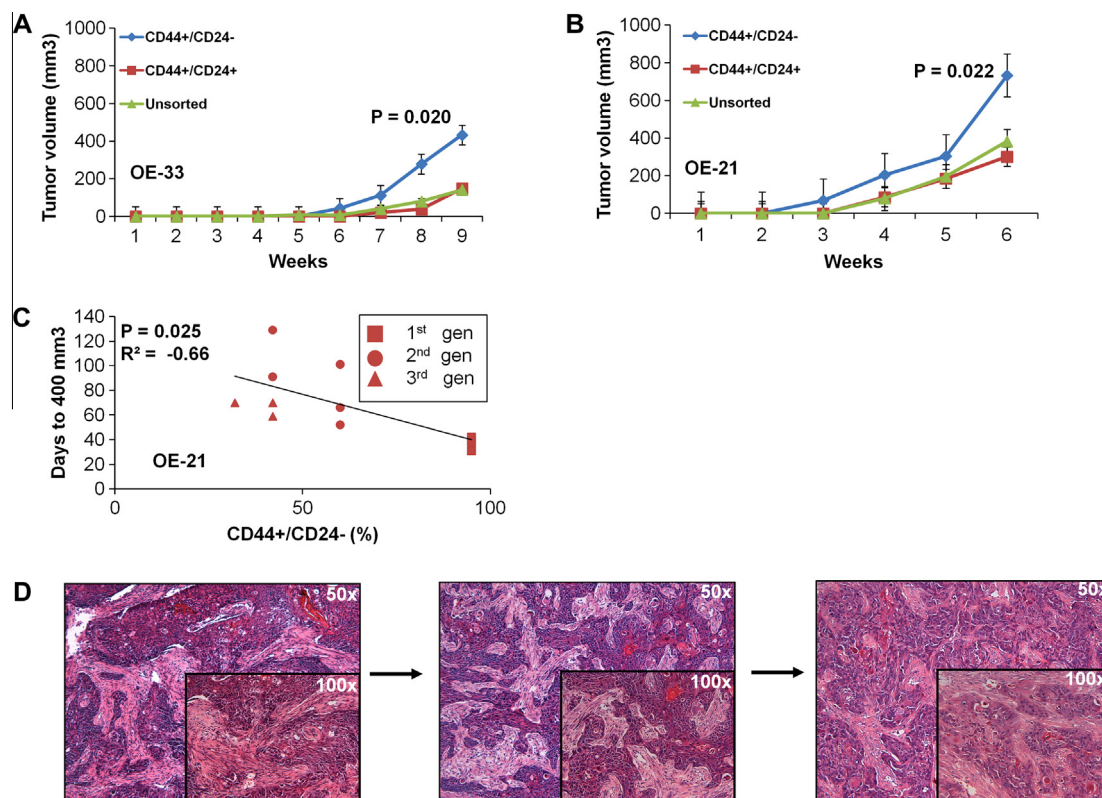 A
Tumor volume (mm3)
1000
800
600
400
200
0
CD44+/CD24-
CD44+/CD24+
Unsorted
P = 0.020
OE-33
1 2 3 4 5 6 7 8 9
Weeks
B
Tumor volume (mm3)
1000
800
600
400
200
0
CD44+/CD24-
CD44+/CD24+
Unsorted
P = 0.022
OE-21
1 2 3 4 5 6
Weeks
C
Days to 400 mm3
140
120
100
80
60
40
20
0
P = 0.025
R² = -0.66
1st gen
2nd gen
3rd gen
OE-21
0 50 100
CD44+/CD24- (%)
D
50x
100x
50x
100x
50x
100x